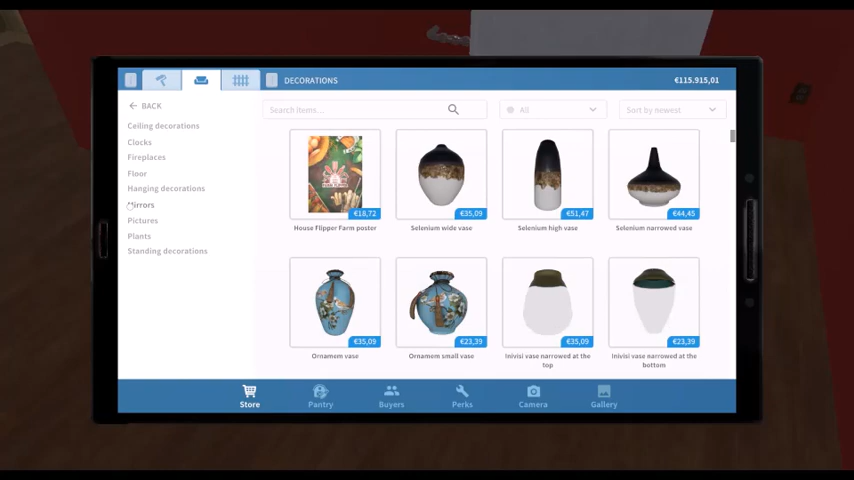 DECORATIONS
€115.915,01
BACK
Search items...
All
Sort by newest
Ceiling decorations
Clocks
Fireplaces
Floor
Hanging decorations
Mirrors
Pictures
Plants
Standing decorations
€18,72
€35,09
€51,47
€44,45
House Flipper Farm poster
Selenium wide vase
Selenium high vase
Selenium narrowed vase
€35,09
€23,39
€35,09
€23,39
Ornamem vase
Ornamem small vase
Inivisi vase narrowed at the top
Inivisi vase narrowed at the bottom
Store
Pantry
Buyers
Perks
Camera
Gallery